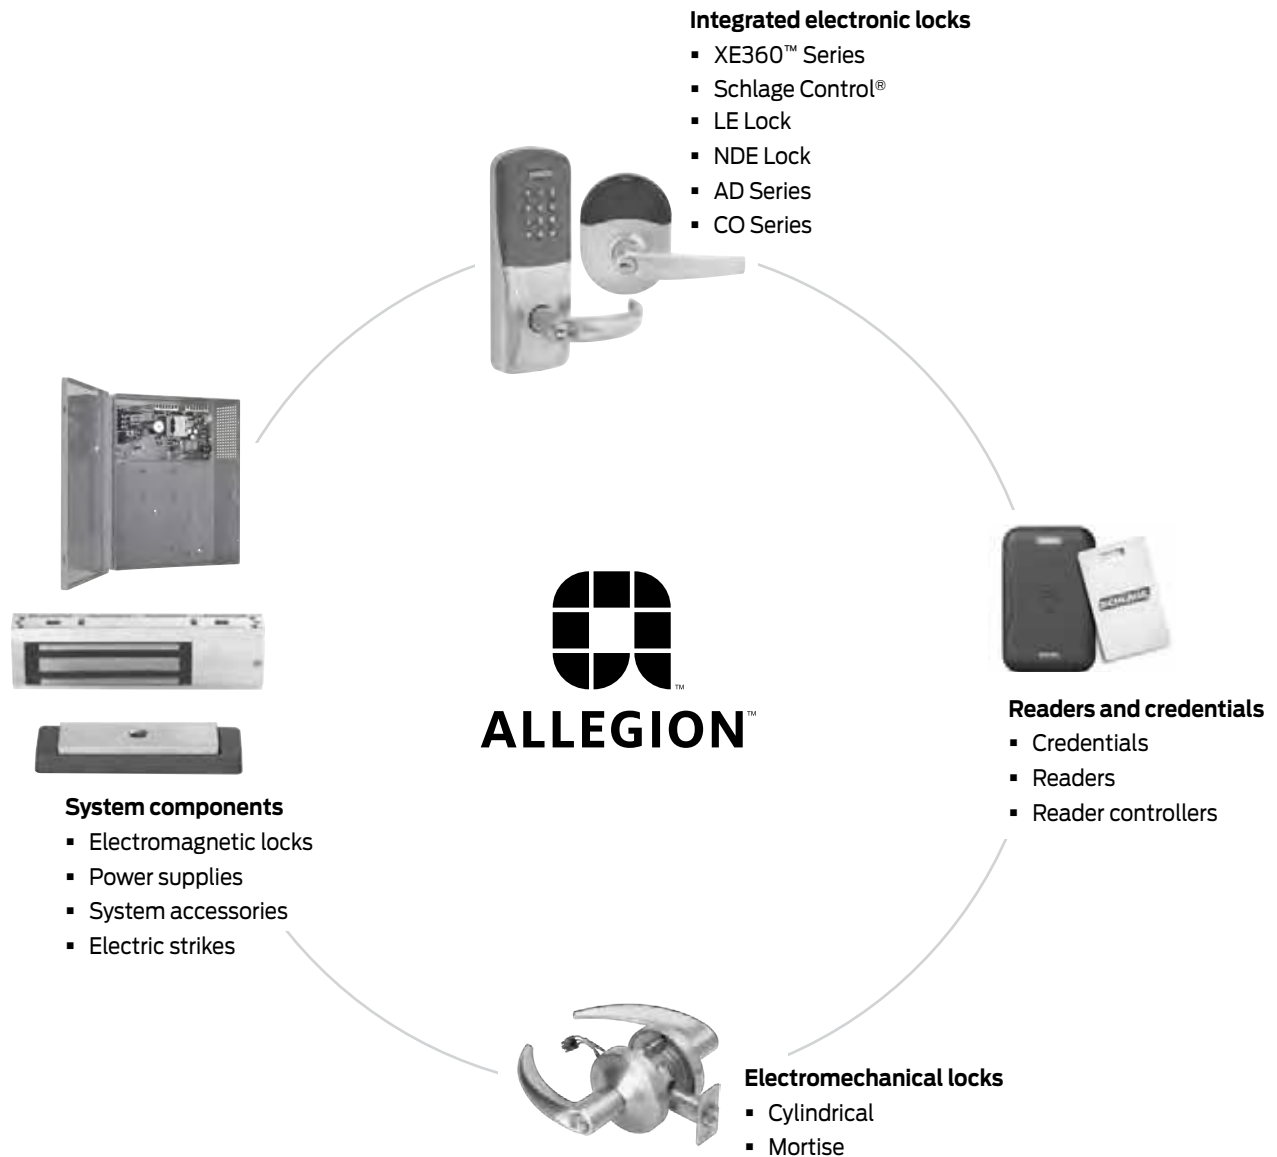 Integrated electronic locks
▪ XE360™ Series
▪ Schlage Control®
▪ LE Lock
▪ NDE Lock
▪ AD Series
▪ CO Series
SCHLAGE
Readers and credentials
▪ Credentials
▪ Readers
▪ Reader controllers
™
ALLEGION™
System components
▪ Electromagnetic locks
▪ Power supplies
▪ System accessories
▪ Electric strikes
Electromechanical locks
▪ Cylindrical
▪ Mortise